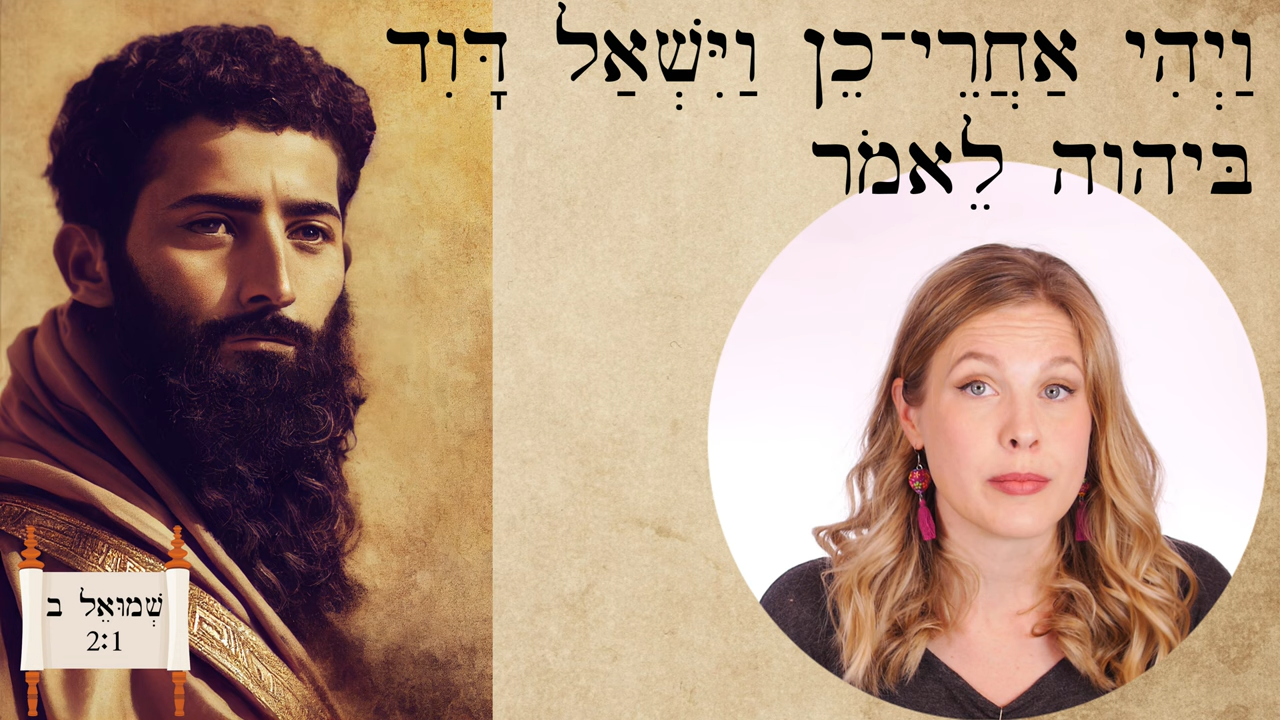 וַיְהִי אַחֲרֵי־כֵן וַיִּשְׁאַל דָּוִד
בּיהוה לֵאמֹר
שְׁמוּאֵל ב
2:1